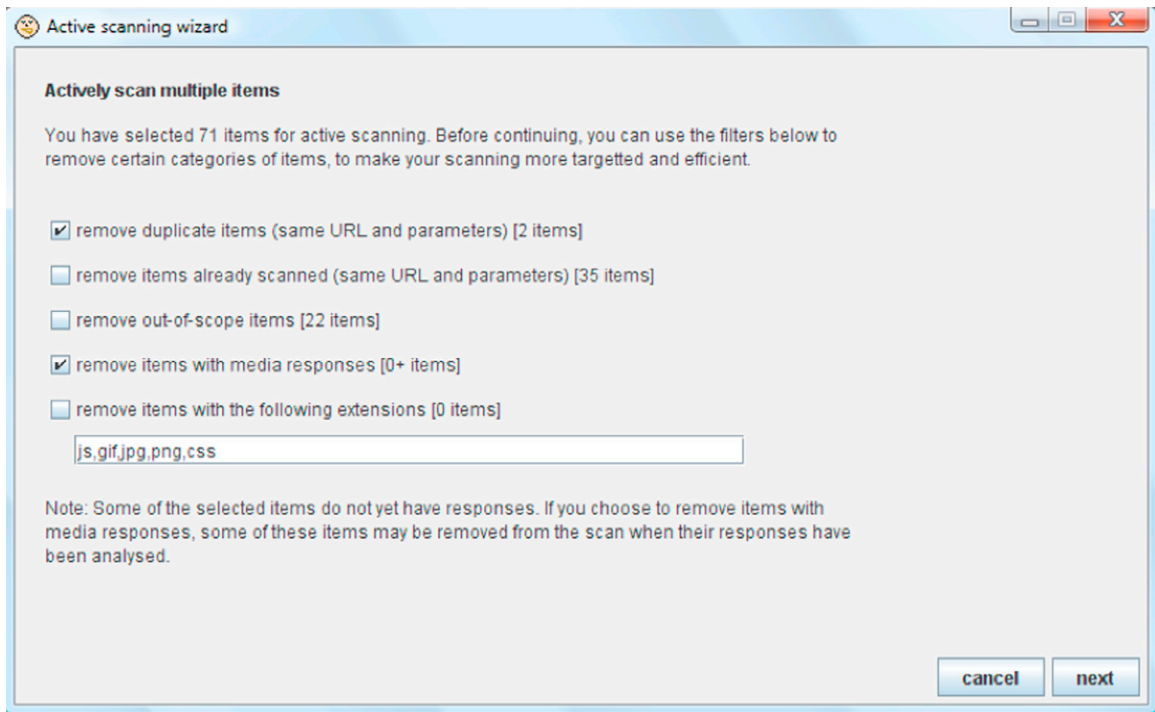 Active scanning wizard
Actively scan multiple items
You have selected 71 items for active scanning. Before continuing, you can use the filters below to
remove certain categories of items, to make your scanning more targetted and efficient.
remove duplicate items (same URL and parameters) [2 items]
remove items already scanned (same URL and parameters) [35 items]
remove out-of-scope items [22 items]
remove items with media responses [0+ items]
remove items with the following extensions [0 items]
js,gif,jpg,png,css
Note: Some of the selected items do not yet have responses. If you choose to remove items with
media responses, some of these items may be removed from the scan when their responses have
been analysed.
cancel next